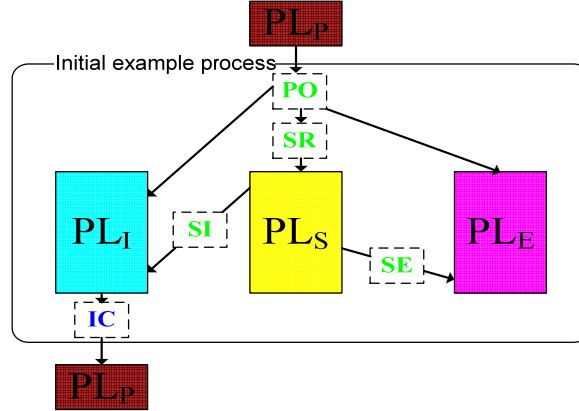 PLP
Initial example process
PO
SR
PLI
SI
PLS
SE
PLE
IC
PLP